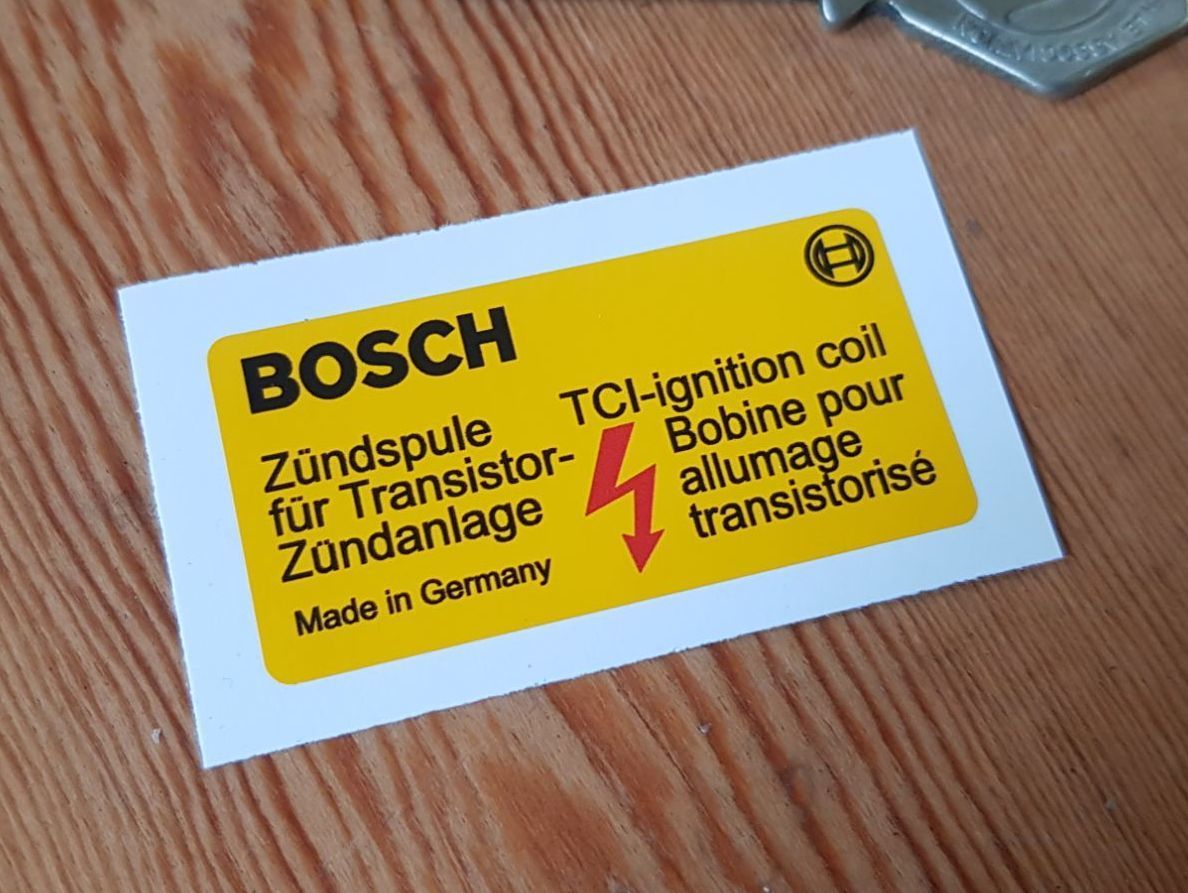 BOSCH
Zündspule
für Transistor-
Zündanlage
Made in Germany
TCI-ignition coil
Bobine pour
allumage
transistorisé